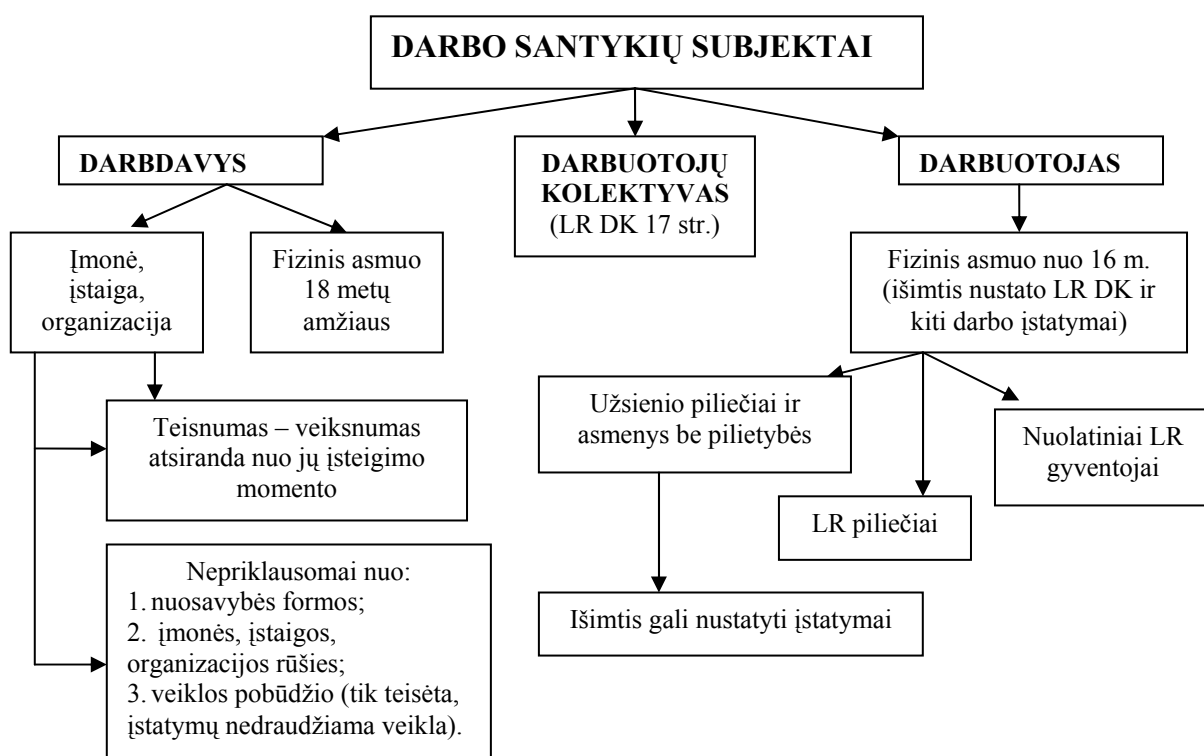 DARBO SANTYKIŲ SUBJEKTAI
DARBDAVYS
DARBUOTOJŲ
KOLEKTYVAS
(LR DK 17 str.)
DARBUOTOJAS
Įmonė,
įstaiga,
organizacija
Fizinis asmuo
18 metų
amžiaus
Fizinis asmuo nuo 16 m.
(išimtis nustato LR DK ir
kiti darbo įstatymai)
Teisnumas – veiksnumas
atsiranda nuo jų įsteigimo
momento
Užsienio piliečiai ir
asmenys be pilietybės
LR piliečiai
Nuolatiniai LR
gyventojai
Nepriklausomai nuo:
1. nuosavybės formos;
2. įmonės, įstaigos,
organizacijos rūšies;
3. veiklos pobūdžio (tik teisėta,
įstatymų nedraudžiama veikla).
Išimtis gali nustatyti įstatymai